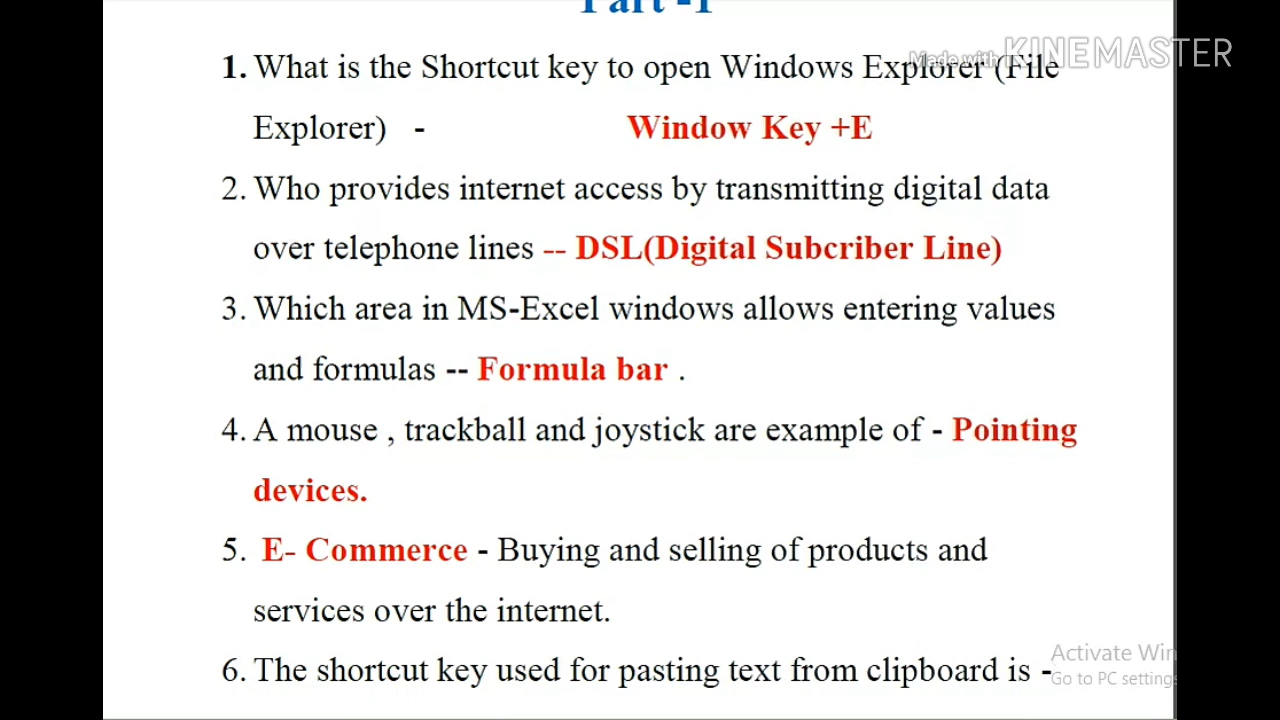 Part -1
Made with KINEMASTER
1. What is the Shortcut key to open Windows Explorer (File
Explorer) - Window Key +E
2. Who provides internet access by transmitting digital data
over telephone lines -- DSL(Digital Subcriber Line)
3. Which area in MS-Excel windows allows entering values
and formulas -- Formula bar .
4. A mouse , trackball and joystick are example of - Pointing
devices.
5. E- Commerce - Buying and selling of products and
services over the internet.
6. The shortcut key used for pasting text from clipboard is -
Activate Win
Go to PC settings